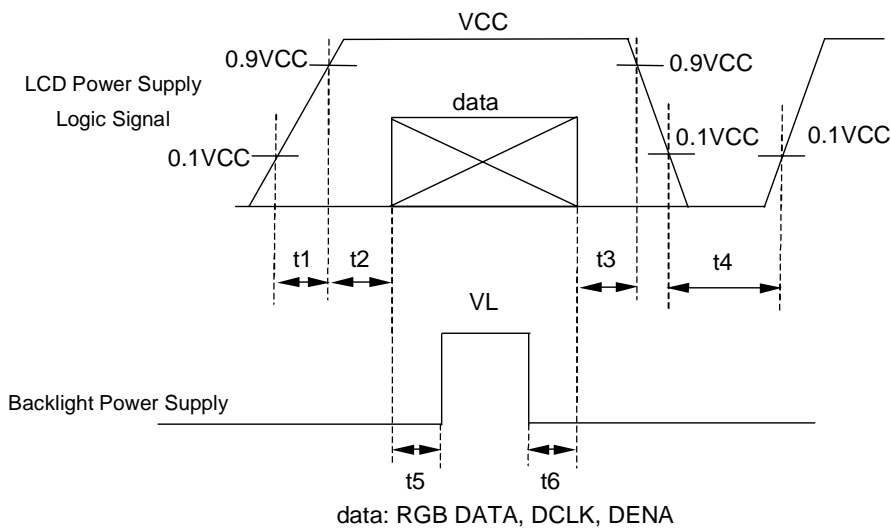 VCC
0.9VCC
0.9VCC
LCD Power Supply
Logic Signal
data
0.1VCC
0.1VCC
0.1VCC
t1
t2
t3
t4
VL
Backlight Power Supply
t5
t6
data: RGB DATA, DCLK, DENA